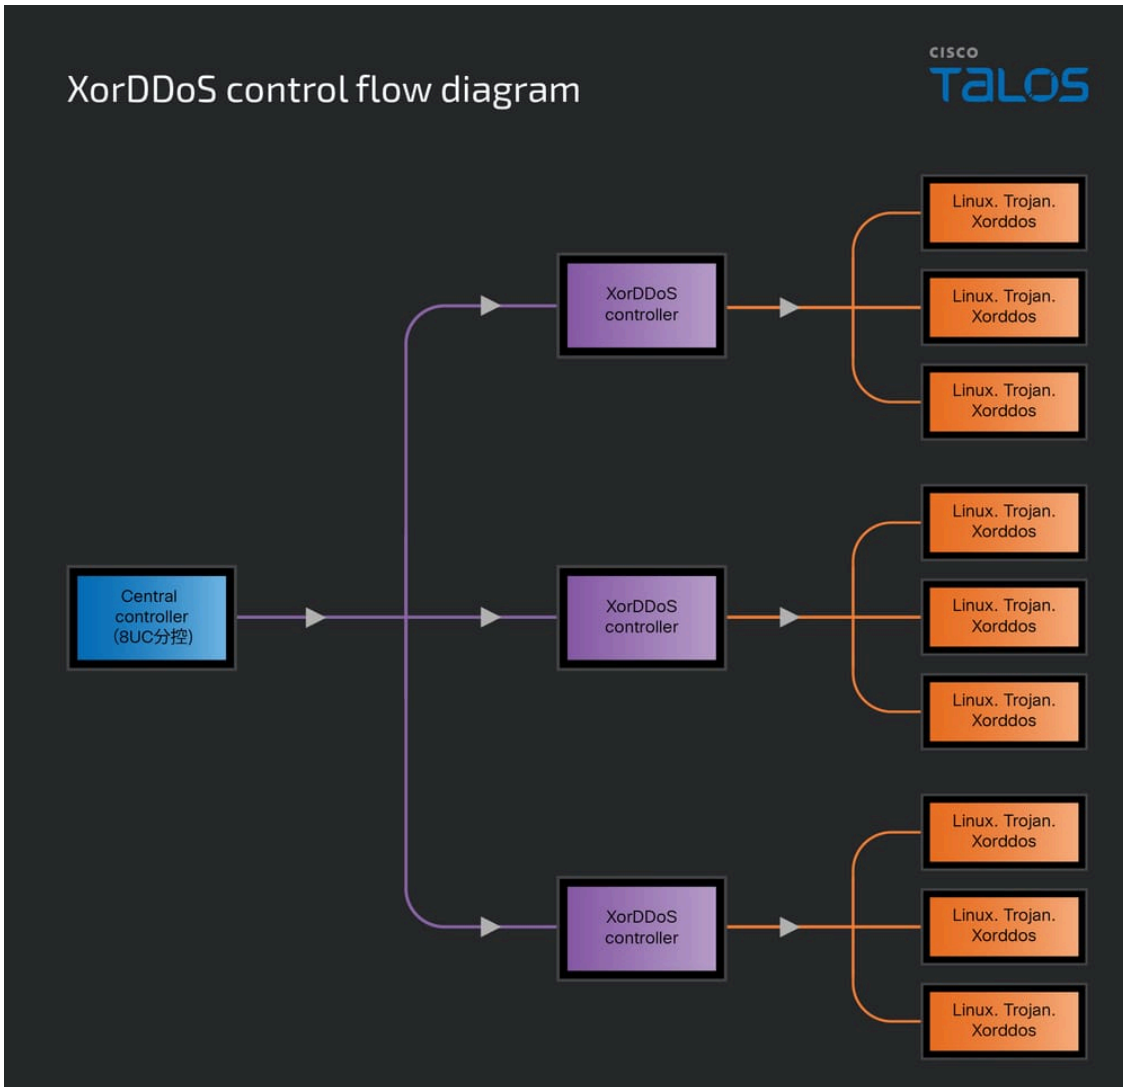 XorDDoS control flow diagram
CISCO
TALOS
Linux. Trojan.
Xorddos
XorDDoS
controller
Linux. Trojan.
Xorddos
Linux. Trojan.
Xorddos
Linux. Trojan.
Xorddos
Central
controller
(8UC分控)
XorDDoS
controller
Linux. Trojan.
Xorddos
Linux. Trojan.
Xorddos
Linux. Trojan.
Xorddos
XorDDoS
controller
Linux. Trojan.
Xorddos
Linux. Trojan.
Xorddos